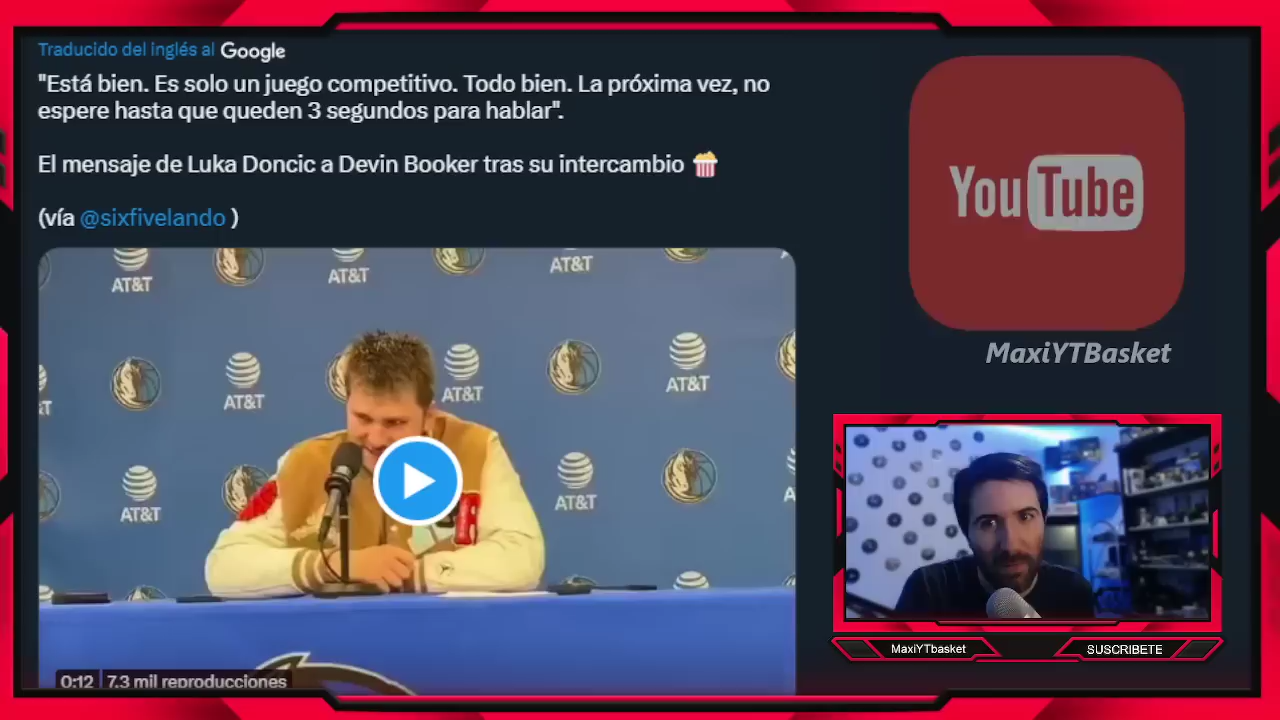 Traducido del inglés al Google
"Está bien. Es solo un juego competitivo. Todo bien. La próxima vez, no
espere hasta que queden 3 segundos para hablar".
El mensaje de Luka Doncic a Devin Booker tras su intercambio
(vía @sixfivelando )
YouTube
MaxiYTBasket
AT&T
AT&T
AT&T
AT&T
AT&T
AT&T
AT&T
AT&T
0:12
7.3 mil reproducciones
MaxiYTbasket
SUSCRIBETE